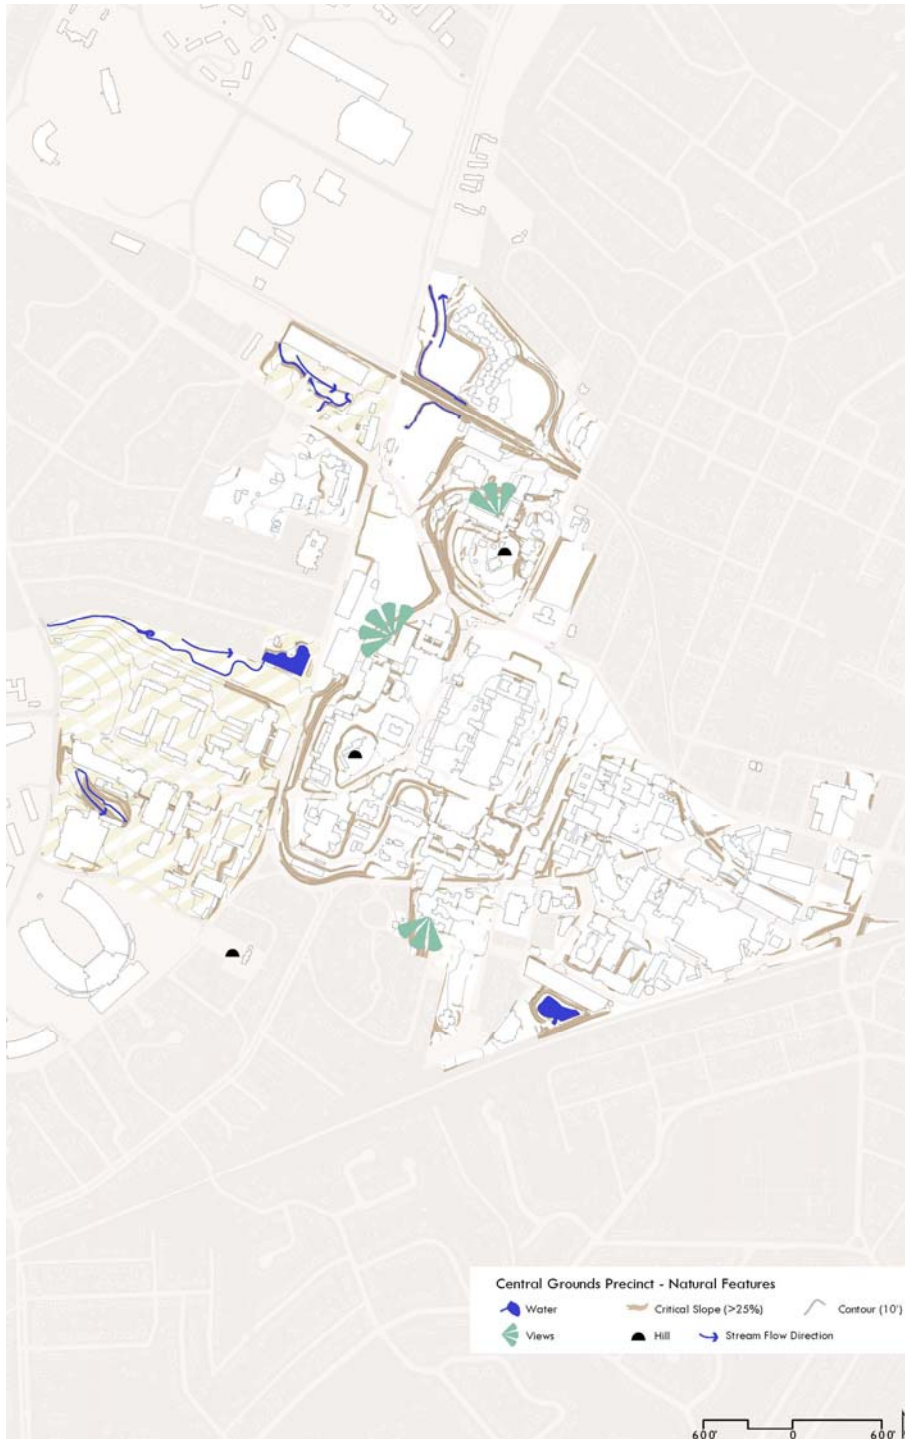 Central Grounds Precinct - Natural Features
Water
Critical Slope (>25%)
Contour (10')
Views
Hill
Stream Flow Direction
600'
0
600'